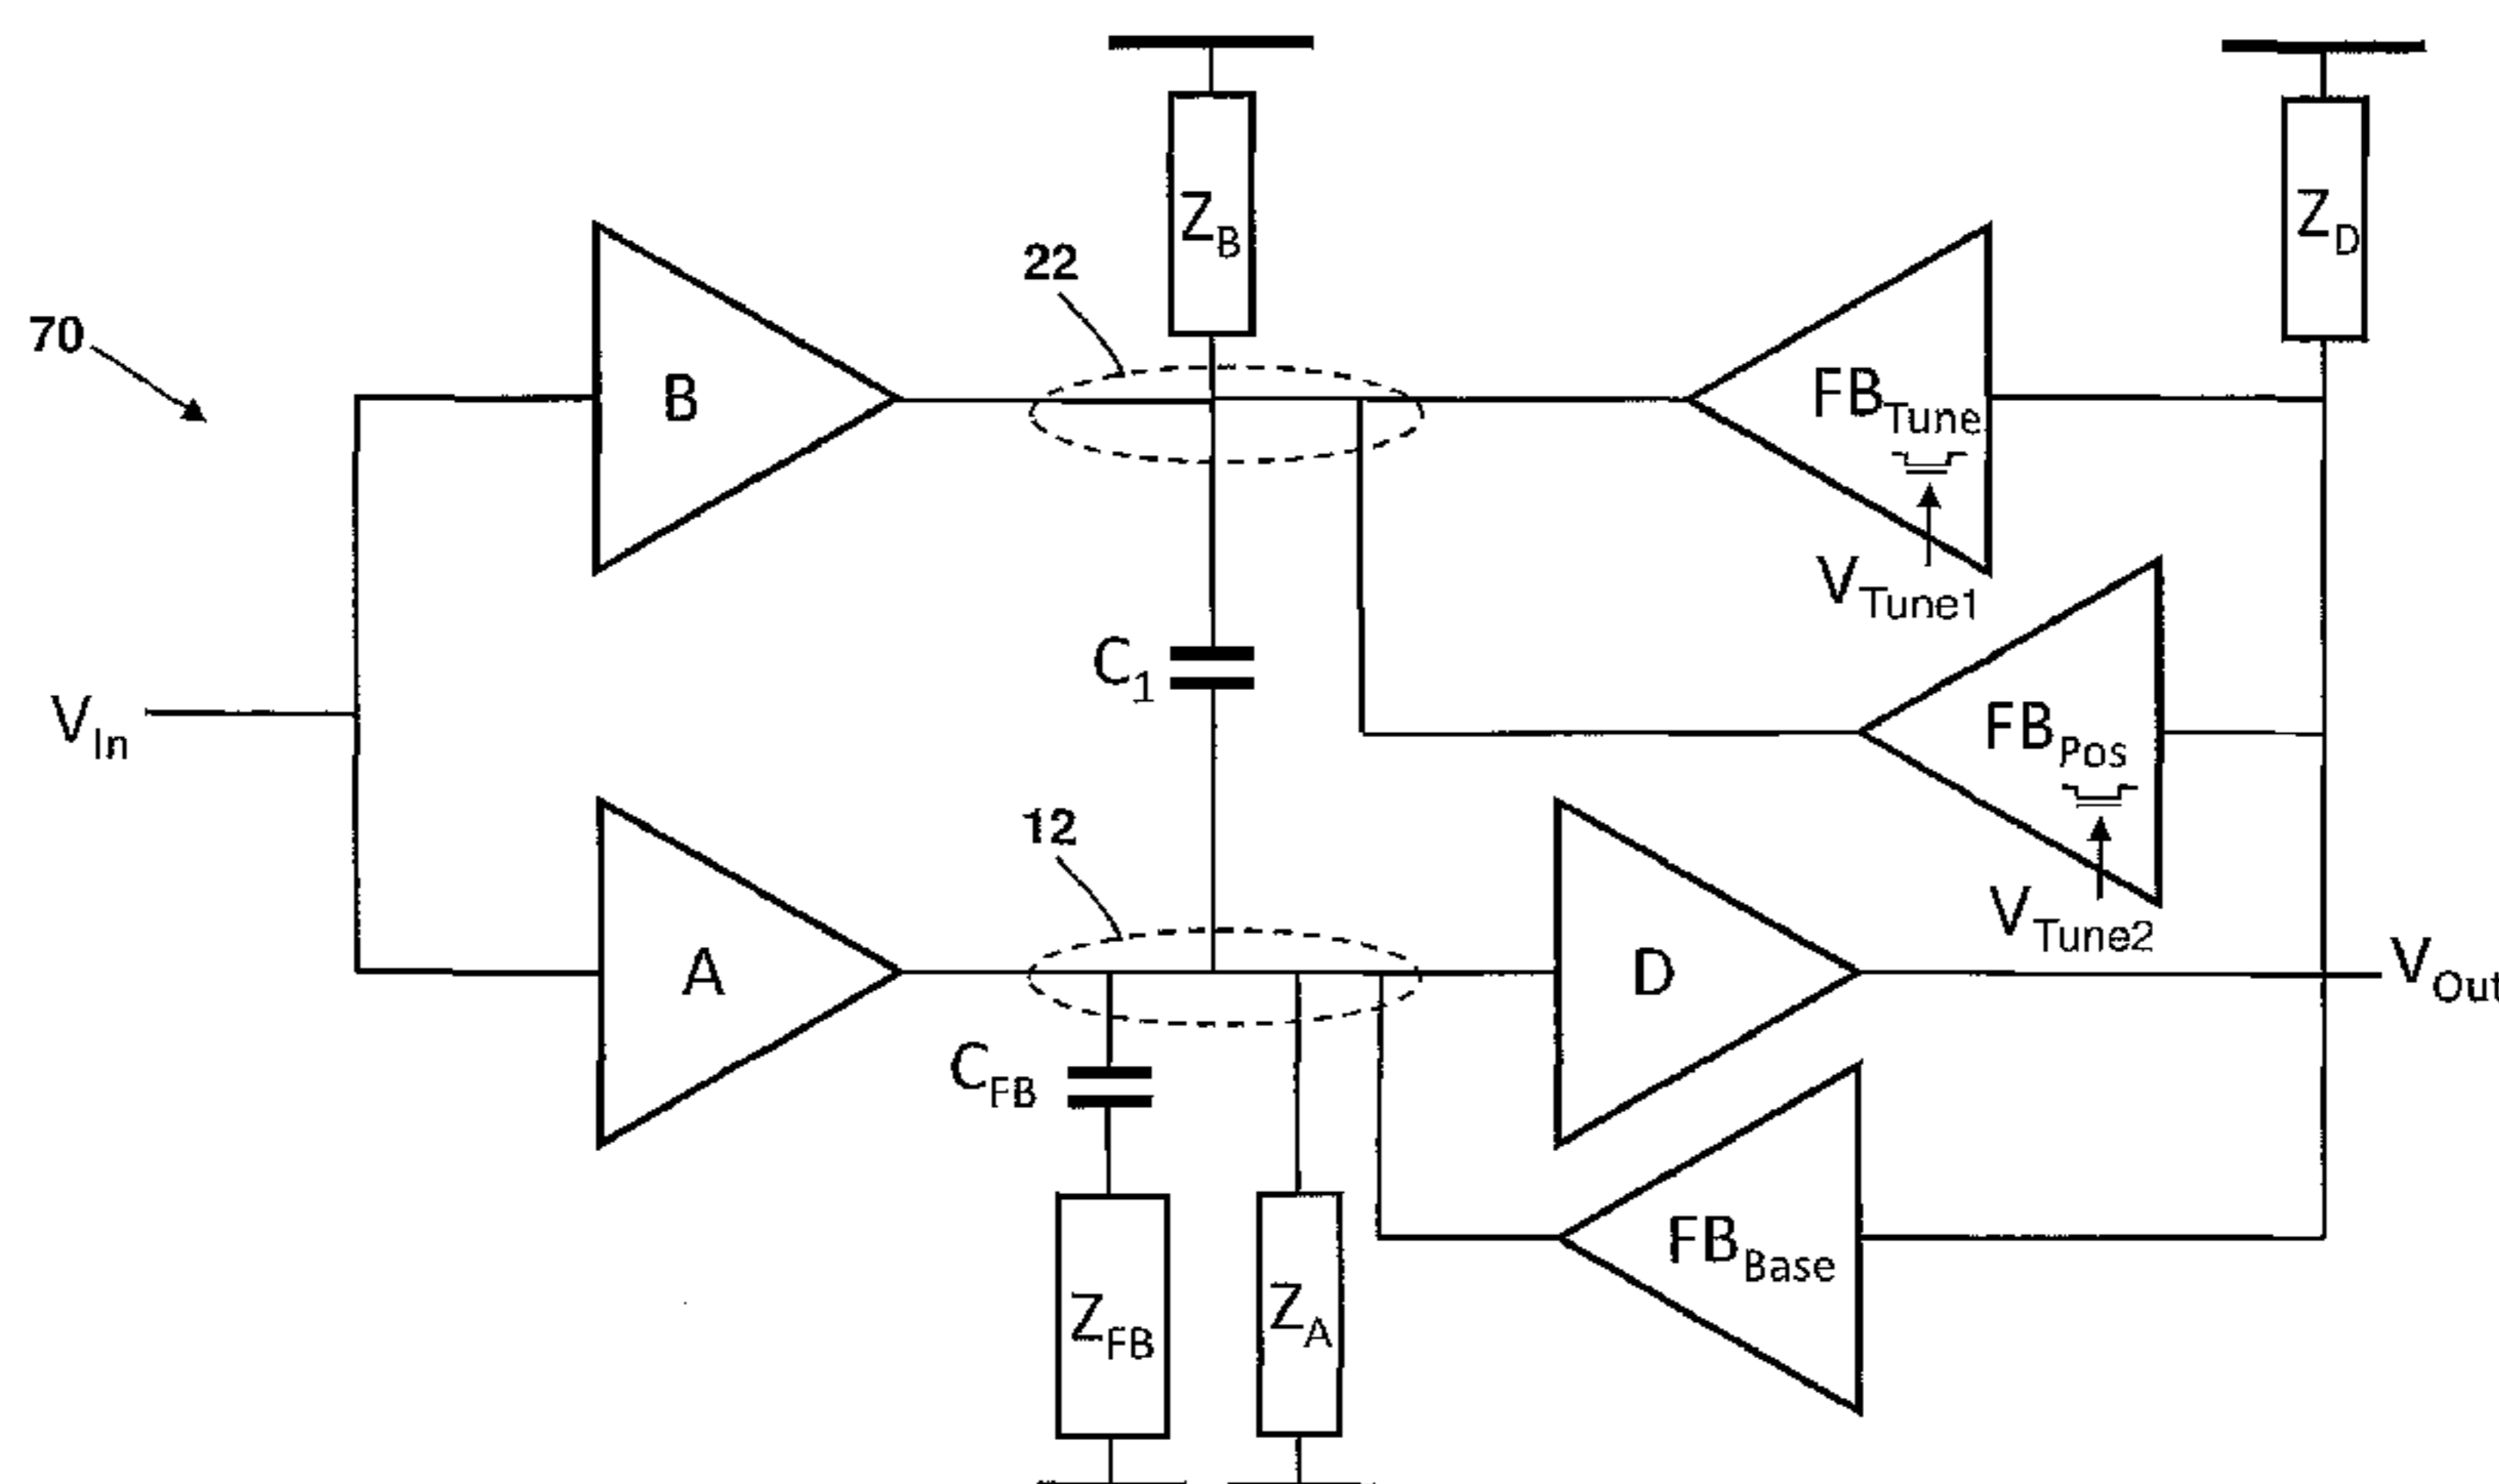 Z_B
Z_D
22
70
B
FB_Tune
V_Tune1
C_1
FB_Pos
V_In
12
V_Tune2
A
D
V_Out
C_FB
FB_Base
Z_FB
Z_A